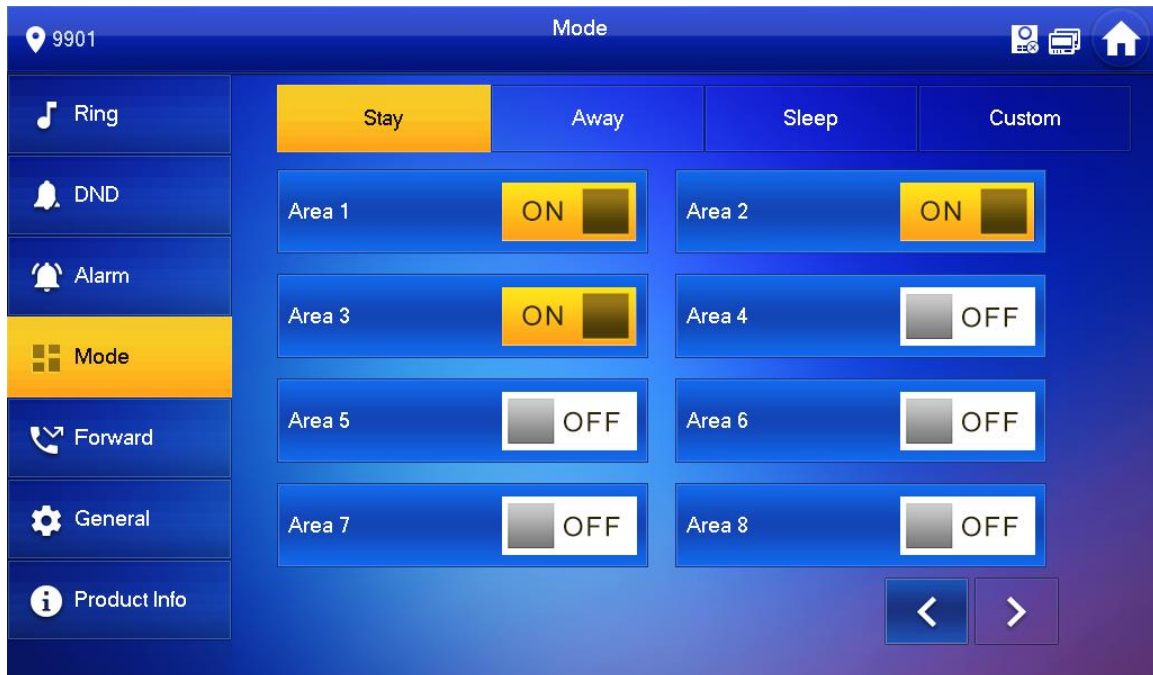 9901
Mode
Ring
DND
Alarm
Mode
Forward
General
Product Info
Stay Away Sleep Custom
Area 1 ON Area 2 ON
Area 3 ON Area 4 OFF
Area 5 OFF Area 6 OFF
Area 7 OFF Area 8 OFF